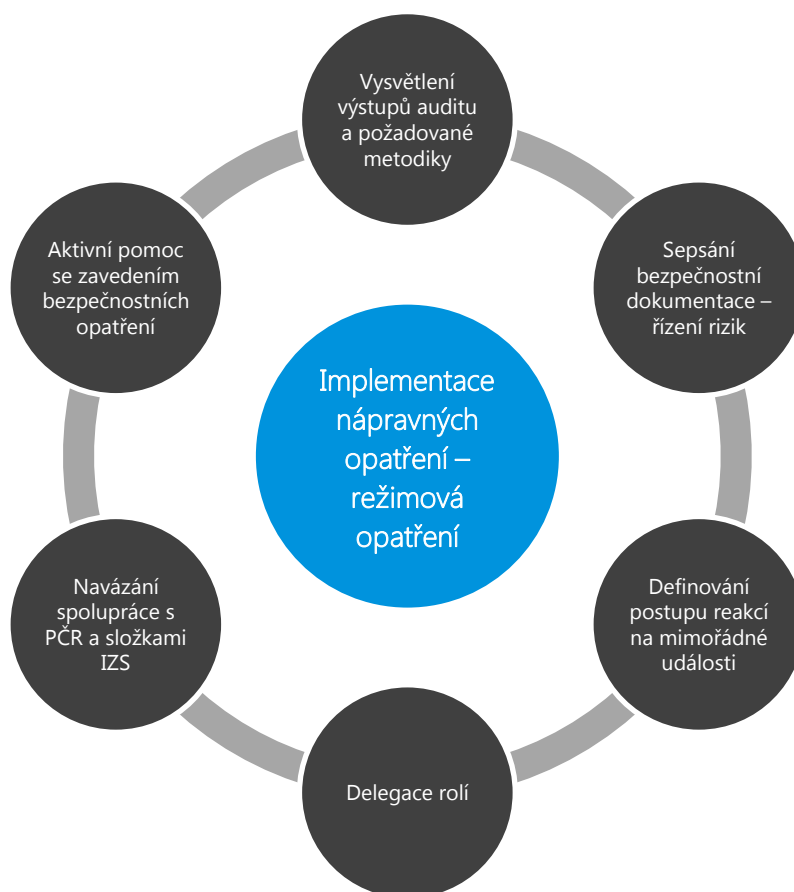 Vysvětlení
výstupů auditu
a požadované
metodiky
Sepsání
bezpečnostní
dokumentace –
řízení rizik
Definování
postupu reakcí
na mimořádné
události
Delegace rolí
Navázání
spolupráce s
PČR a složkami
IZS
Aktivní pomoc
se zavedením
bezpečnostních
opatření
Implementace
nápravných
opatření –
režimová
opatření